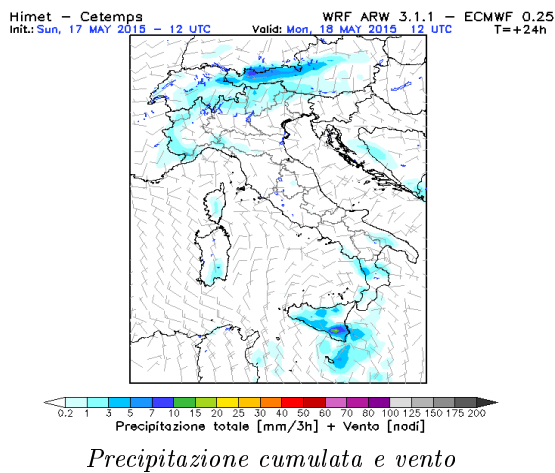 Himet – Cetemps WRF ARW 3.1.1 – ECMWF 0.25
Init.: Sun, 17 MAY 2015 – 12 UTC Valid: Mon, 18 MAY 2015 12 UTC T=+24h
0.2 1 3 5 7 10 15 20 25 30 40 50 60 70 80 100 125 150 175 200
Precipitazione totale [mm/3h] + Vento [nodi]
Precipitazione cumulata e vento